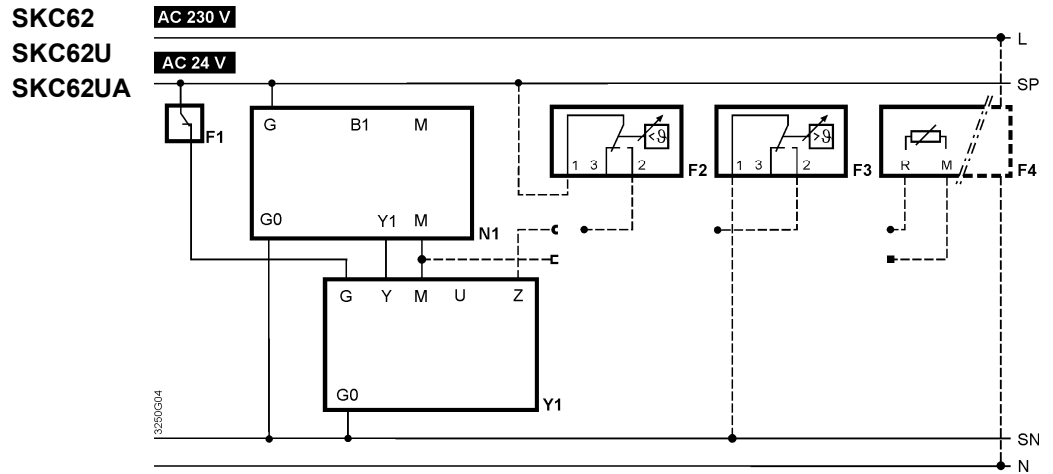 SKC62
SKC62U
SKC62UA
AC 230 V
L
AC 24 V
SP
F1
G B1 M
G0 Y1 M
N1
<ϑ
1 3 2
F2
>ϑ
1 3 2
F3
R M
F4
G Y M U Z
G0
Y1
3250G04
SN
N